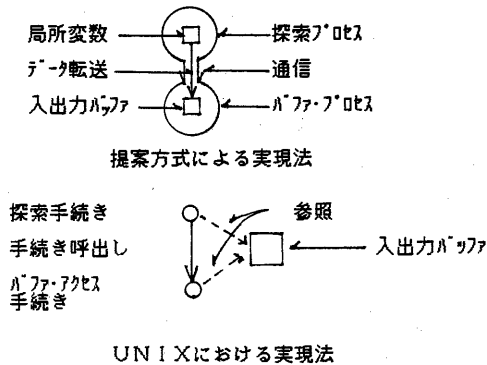 局所変数 探索ﾌﾟﾛｾｽ
ﾃﾞｰﾀ転送 通信
入出力ﾊﾞｯﾌｧ ﾊﾞﾌｧ･ﾌﾟﾛｾｽ
提案方式による実現法
探索手続き 参照
手続き呼出し 入出力ﾊﾞｯﾌｧ
ﾊﾞﾌｧ･ｱｸｾｽ
手続き
ＵＮＩＸにおける実現法